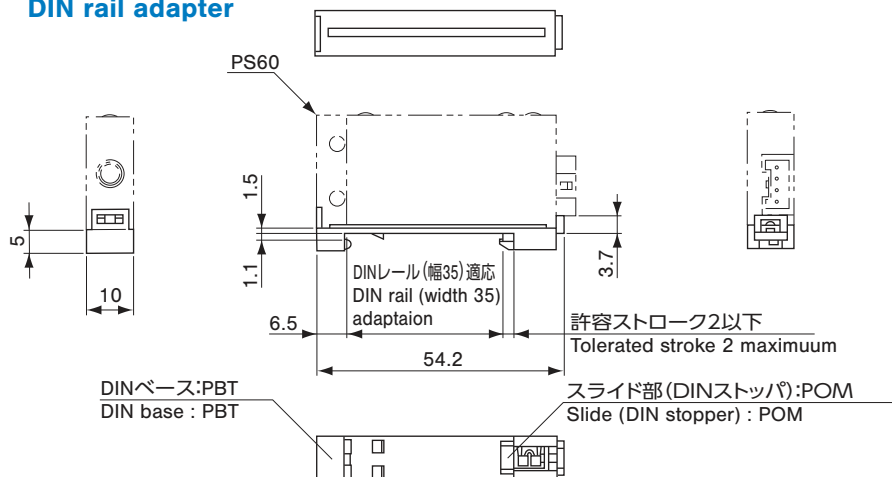 DIN rail adapter
PS60
1.5
5
1.1
3.7
10
DINレール(幅35)適応
DIN rail (width 35)
adaptaion
6.5
許容ストローク2以下
Tolerated stroke 2 maximuum
54.2
DINベース:PBT
DIN base : PBT
スライド部(DINストッパ):POM
Slide (DIN stopper) : POM